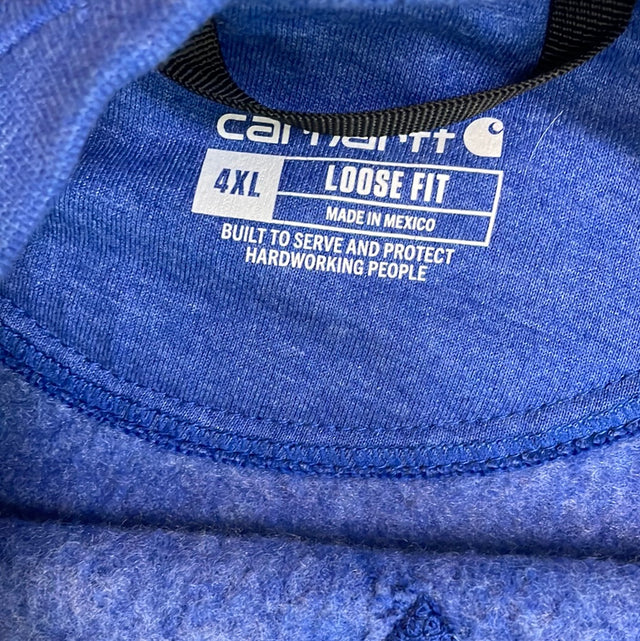 carhartt
4XL LOOSE FIT
MADE IN MEXICO
BUILT TO SERVE AND PROTECT
HARDWORKING PEOPLE